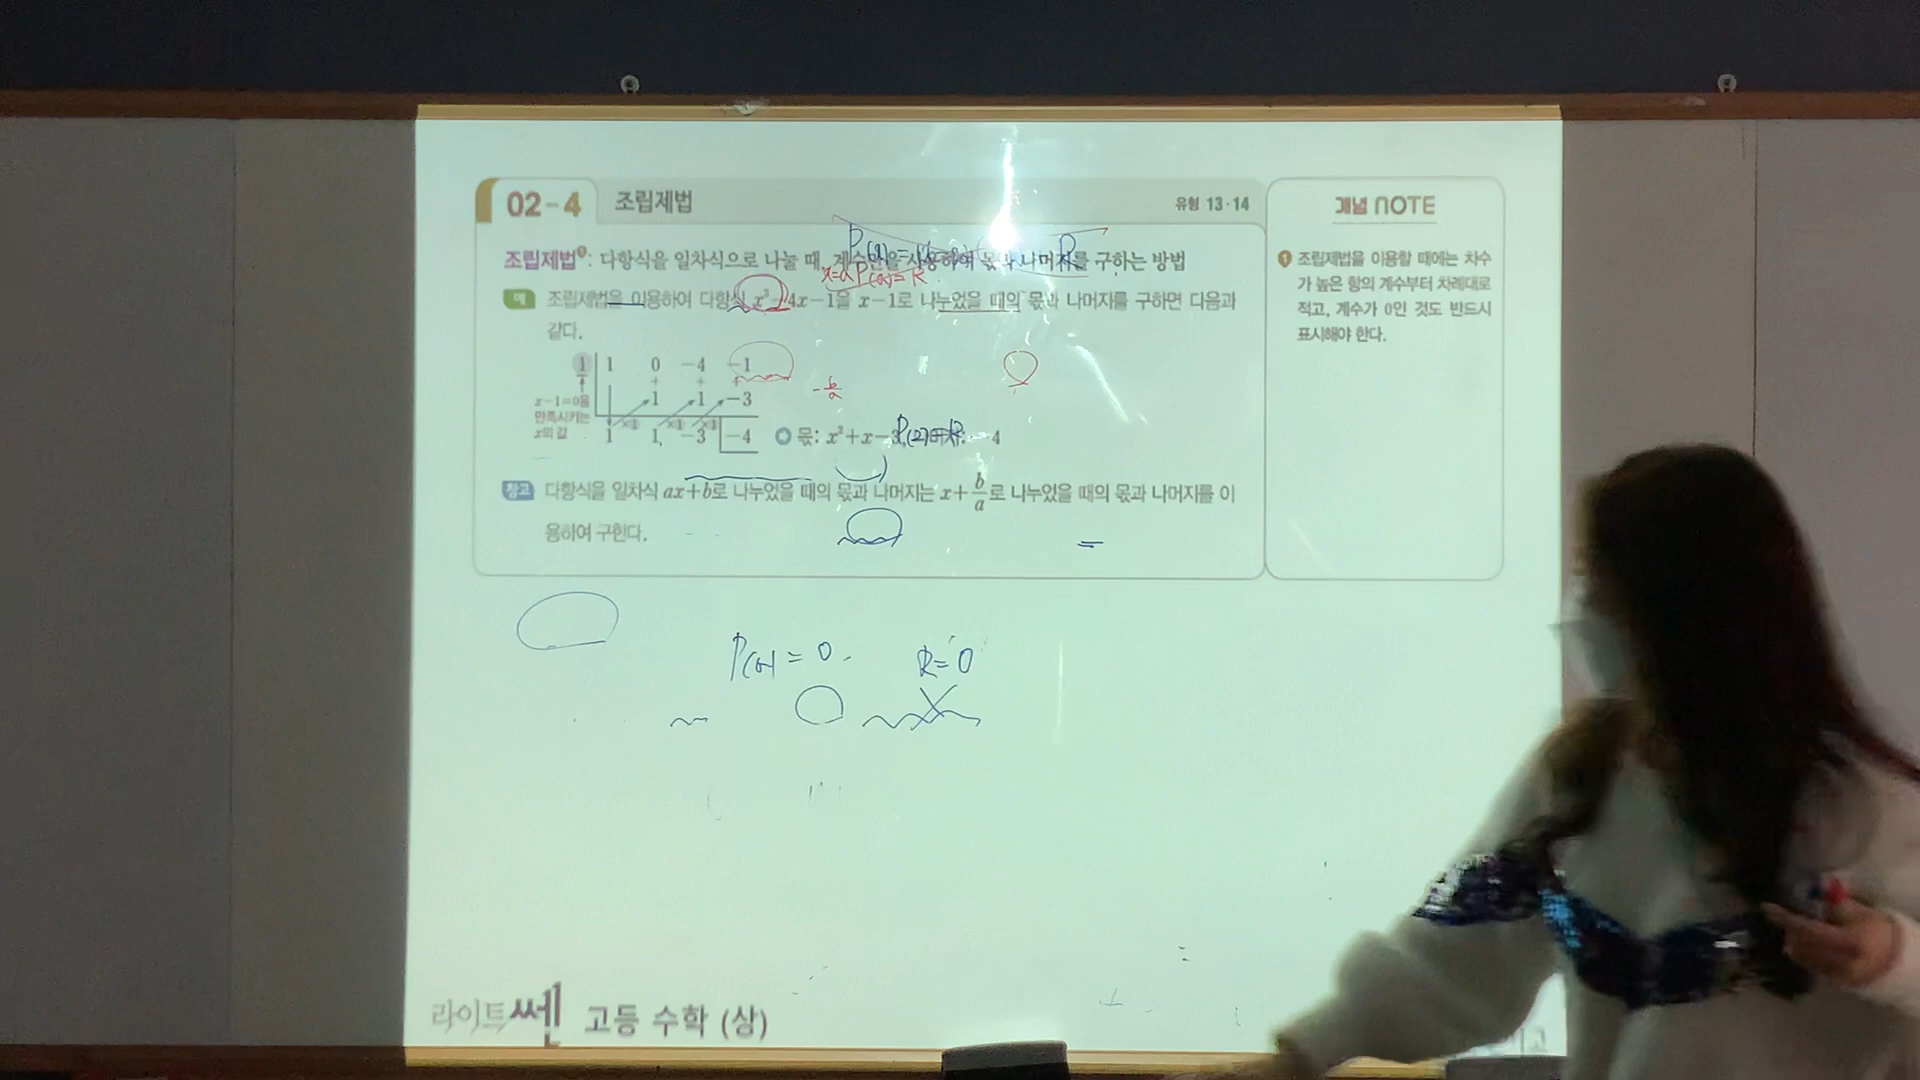 02-4 조립제법 유형 13·14
조립제법❶: 다항식을 일차식으로 나눌 때, 계수만을 사용하여 몫과 나머지를 구하는 방법
P(x)= R
x=a P(a)=R
예 조립제법을 이용하여 다항식 x³-4x-1을 x-1로 나누었을 때의 몫과 나머지를 구하면 다음과
같다.
1 1 0 -4 -1
+ + +
x-1=0을 1 1 -3
만족시키는
x의 값
×1 ×1 ×1
1 1 -3 -4 몫: x²+x-3, -4
-b/a
P(2)=R
참고 다항식을 일차식 ax+b로 나누었을 때의 몫과 나머지는 x+b/a로 나누었을 때의 몫과 나머지를 이
용하여 구한다.
=
개념 NOTE
❶ 조립제법을 이용할 때에는 차수
가 높은 항의 계수부터 차례대로
적고, 계수가 0인 것도 반드시
표시해야 한다.
P(a)=0 R=0
라이트쎈 고등 수학 (상)